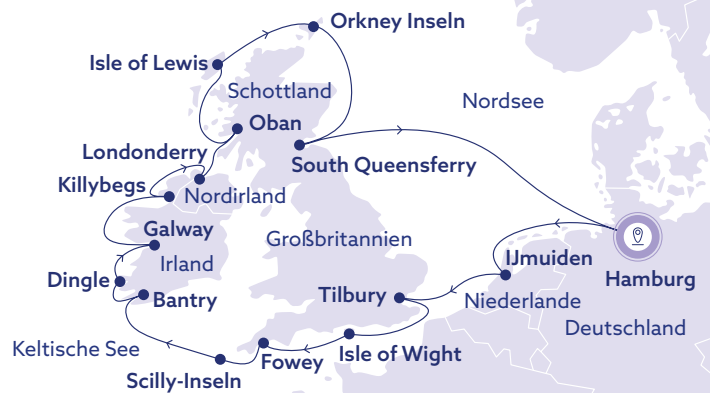 Orkney Inseln
Isle of Lewis
Schottland
Nordsee
Oban
Londonderry
South Queensferry
Killybegs
Nordirland
Galway
Großbritannien
IJmuiden
Irland
Hamburg
Dingle
Bantry
Tilbury
Niederlande
Deutschland
Keltische See
Isle of Wight
Fowey
Scilly-Inseln